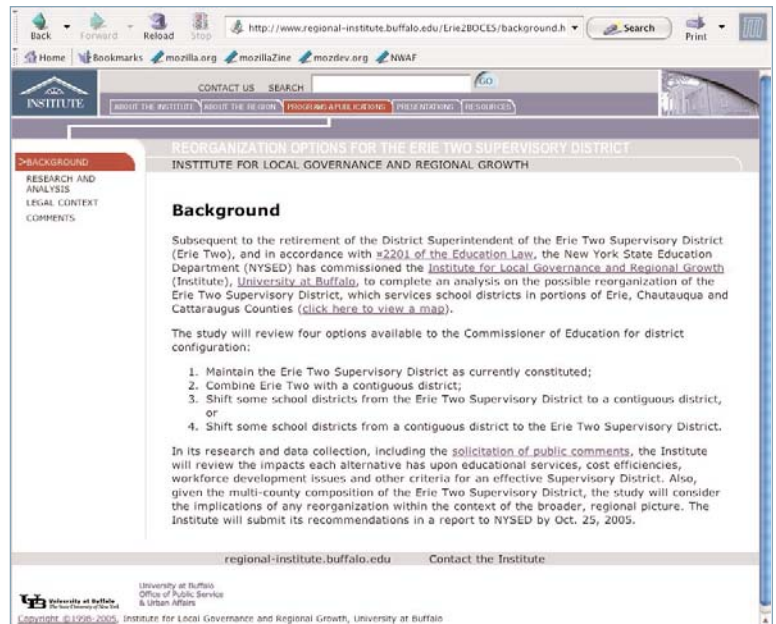 Back Forward Reload Stop http://www.regional-institute.buffalo.edu/Erie2BOCES/background.h Search Print
Home Bookmarks mozilla.org mozillaZine mozdev.org NWAF
CONTACT US SEARCH GO
INSTITUTE
ABOUT THE INSTITUTE ABOUT THE REGION PROGRAMS & PUBLICATIONS PRESENTATIONS RESOURCES
REORGANIZATION OPTIONS FOR THE ERIE TWO SUPERVISORY DISTRICT
INSTITUTE FOR LOCAL GOVERNANCE AND REGIONAL GROWTH
>BACKGROUND
RESEARCH AND
ANALYSIS
LEGAL CONTEXT
COMMENTS
Background
Subsequent to the retirement of the District Superintendent of the Erie Two Supervisory District
(Erie Two), and in accordance with ¤2201 of the Education Law, the New York State Education
Department (NYSED) has commissioned the Institute for Local Governance and Regional Growth
(Institute), University at Buffalo, to complete an analysis on the possible reorganization of the
Erie Two Supervisory District, which services school districts in portions of Erie, Chautauqua and
Cattaraugus Counties (click here to view a map).
The study will review four options available to the Commissioner of Education for district
configuration:
1. Maintain the Erie Two Supervisory District as currently constituted;
2. Combine Erie Two with a contiguous district;
3. Shift some school districts from the Erie Two Supervisory District to a contiguous district,
or
4. Shift some school districts from a contiguous district to the Erie Two Supervisory District.
In its research and data collection, including the solicitation of public comments, the Institute
will review the impacts each alternative has upon educational services, cost efficiencies,
workforce development issues and other criteria for an effective Supervisory District. Also,
given the multi-county composition of the Erie Two Supervisory District, the study will consider
the implications of any reorganization within the context of the broader, regional picture. The
Institute will submit its recommendations in a report to NYSED by Oct. 25, 2005.
regional-institute.buffalo.edu Contact the Institute
University at Buffalo
The State University of New York
University at Buffalo
Office of Public Service
& Urban Affairs
Copyright ©1996-2005, Institute for Local Governance and Regional Growth, University at Buffalo